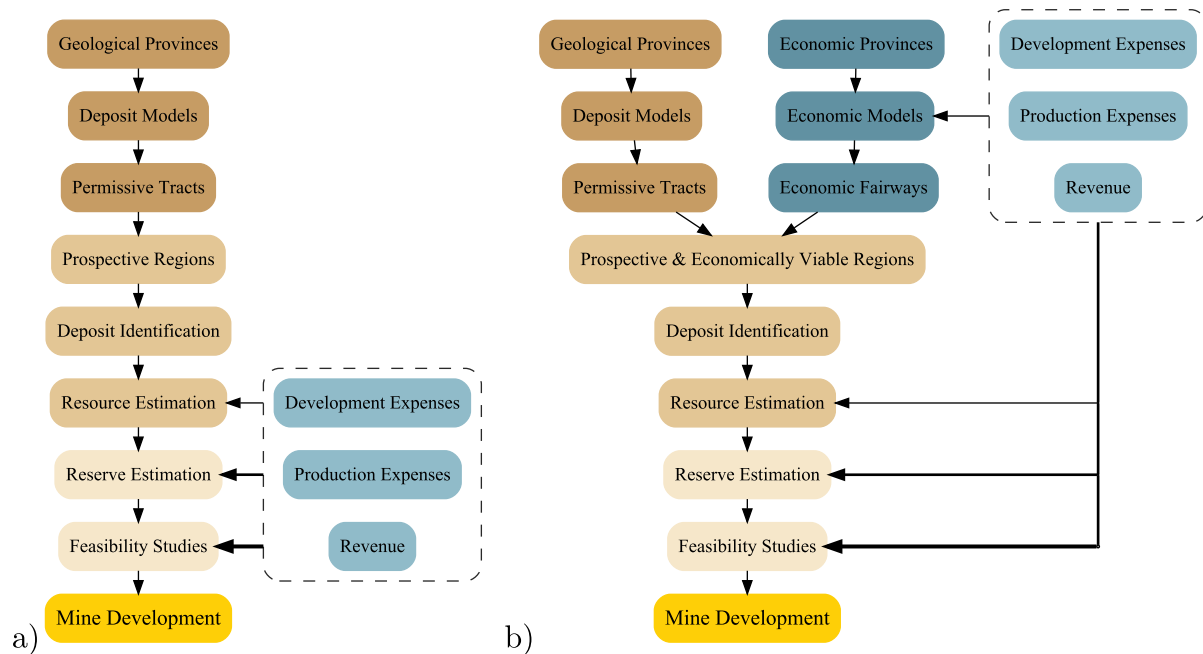 Geological Provinces
Deposit Models
Permissive Tracts
Prospective Regions
Deposit Identification
Resource Estimation
Reserve Estimation
Feasibility Studies
Mine Development
Development Expenses
Production Expenses
Revenue
a)
Geological Provinces
Deposit Models
Permissive Tracts
Economic Provinces
Economic Models
Economic Fairways
Development Expenses
Production Expenses
Revenue
Prospective & Economically Viable Regions
Deposit Identification
Resource Estimation
Reserve Estimation
Feasibility Studies
Mine Development
b)